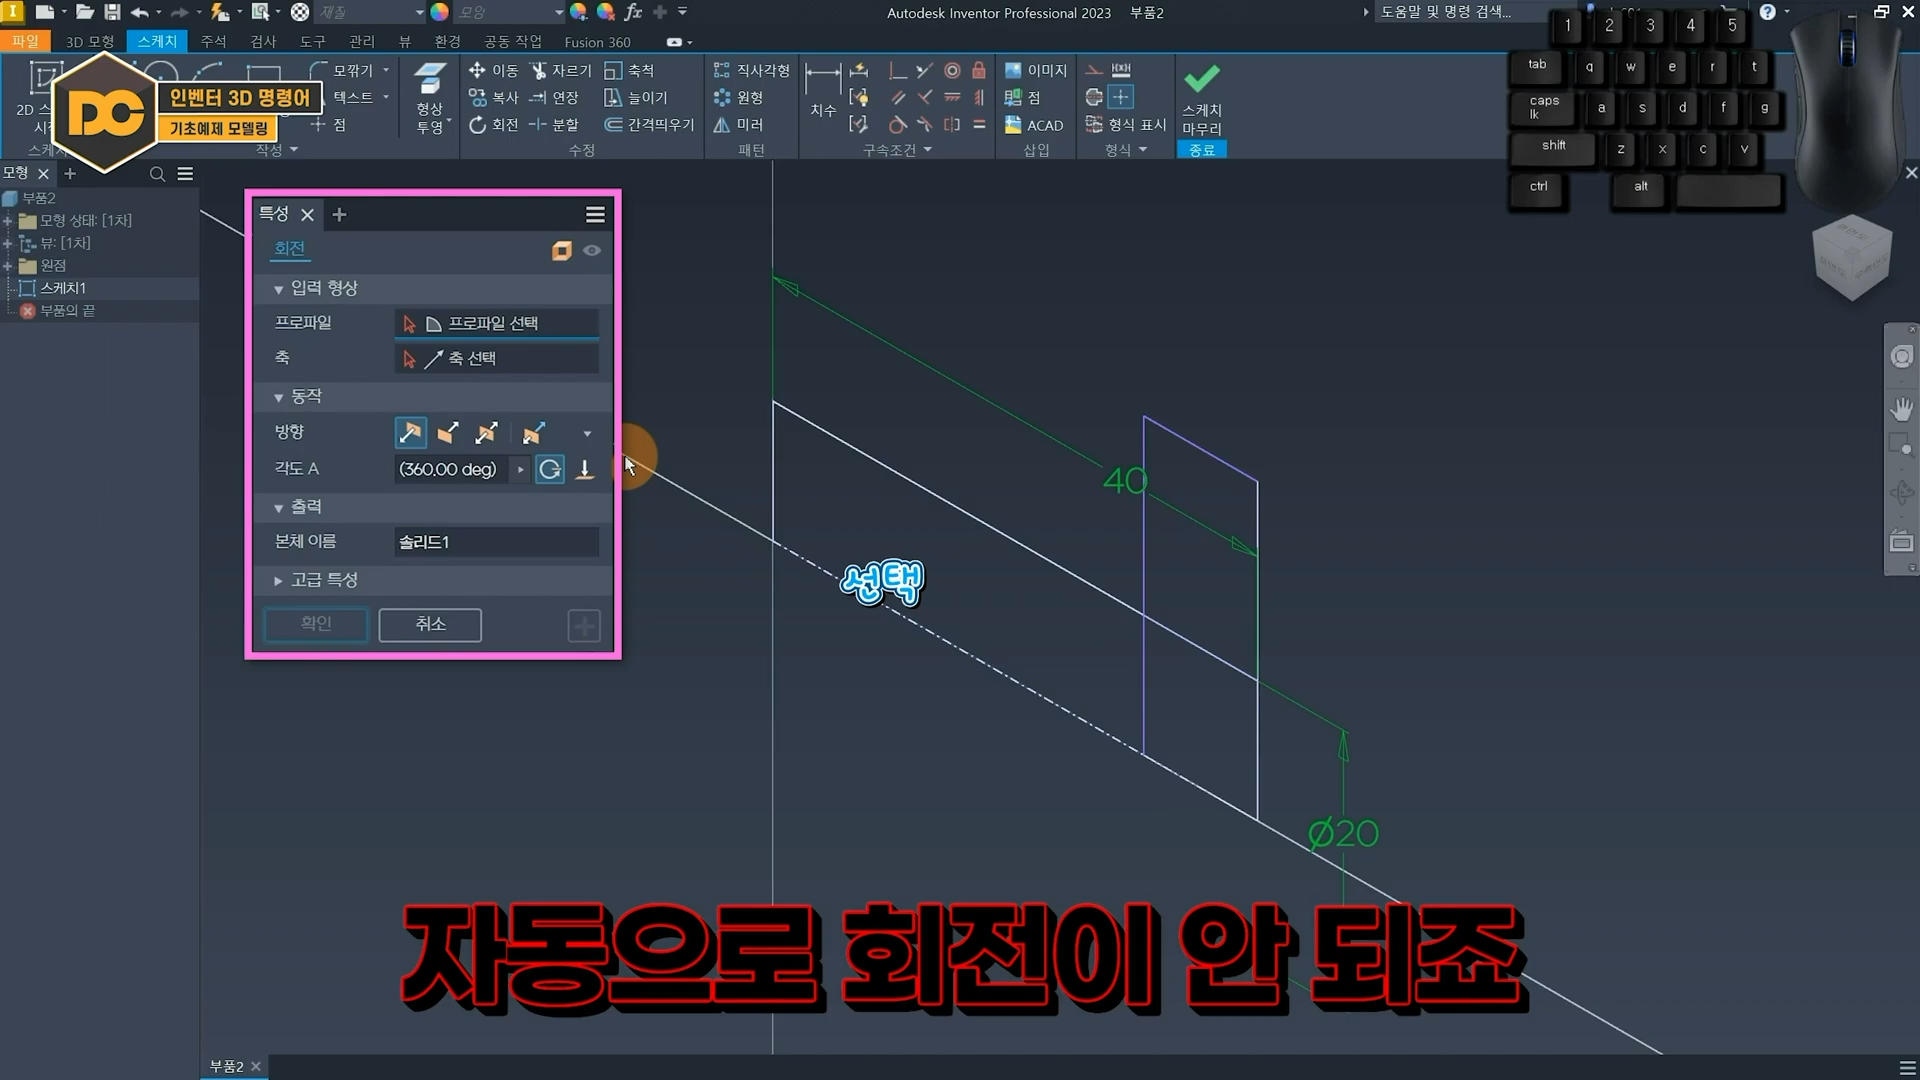 재질
모양
fx
Autodesk Inventor Professional 2023 부품2
도움말 및 명령 검색...
파일 3D 모형 스케치 주석 검사 도구 관리 뷰 환경 공동 작업 Fusion 360
모깎기
텍스트
점
작성
형상
투영
이동 자르기 축척
복사 연장 늘이기
회전 분할 간격띄우기
수정
직사각형
원형
미러
패턴
치수
구속조건
이미지
점
ACAD
삽입
형식 표시
형식
스케치
마무리
종료
DC
인벤터 3D 명령어
기초예제 모델링
1 2 3 4 5
tab q w e r t
caps
lk
a s d f g
shift z x c v
ctrl alt
모형
부품2
모형 상태: [1차]
뷰: [1차]
원점
스케치1
부품의 끝
특성
회전
입력 형상
프로파일 프로파일 선택
축 축 선택
동작
방향
각도 A (360.00 deg)
출력
본체 이름 솔리드1
고급 특성
확인 취소
40
선택
Ø20
자동으로 회전이 안 되죠
부품2